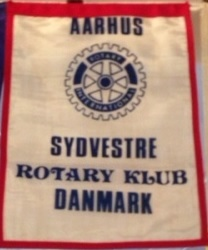 AARHUS
ROTARY
INTERNATIONAL
SYDVESTRE
ROTARY KLUB
DANMARK